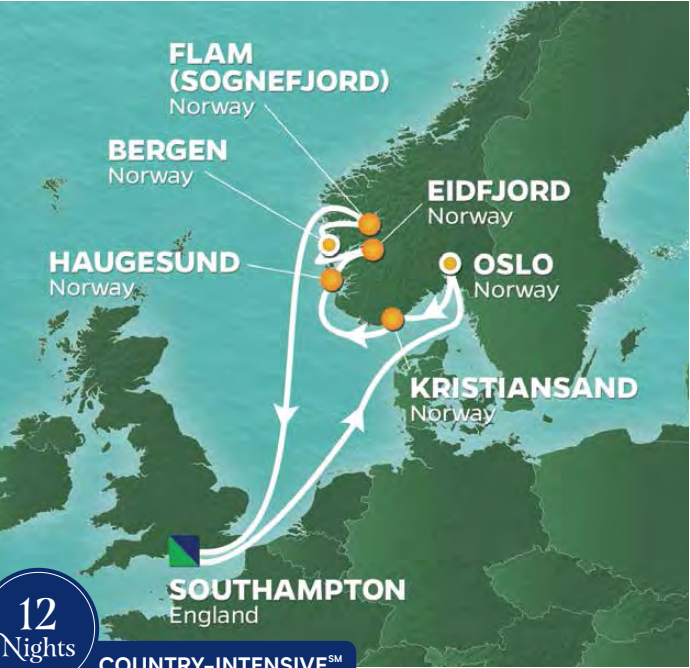 FLAM
(SOGNEFJORD)
Norway
BERGEN
Norway
EIDFJORD
Norway
HAUGESUND
Norway
OSLO
Norway
KRISTIANSAND
Norway
SOUTHAMPTON
England
12
Nights
COUNTRY–INTENSIVE℠